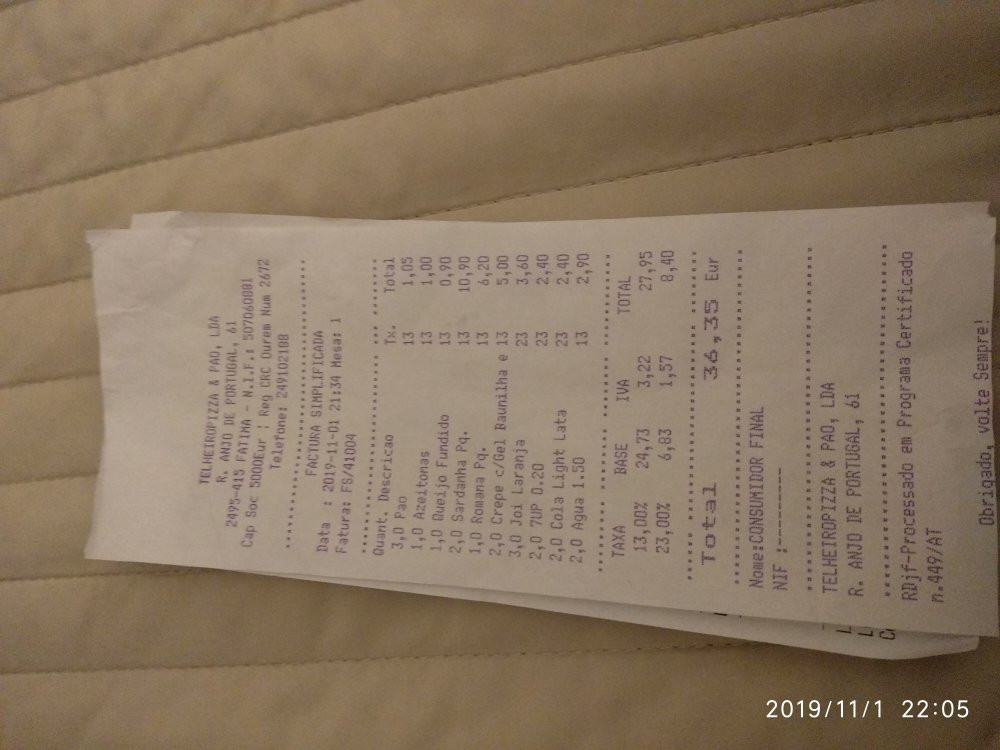 TELHEIROPIZZA & PAO, LDA
R. ANJO DE PORTUGAL, 61
2495-415 FATIMA - N.I.F.: 507060881
Cap Soc 5000Eur : Reg CRC Ourem Num 2672
Telefone: 249102188
FACTURA SIMPLIFICADA
Data : 2019-11-01 21:34 Mesa: 1
Fatura: FS/41004
Quant. Descricao Tx. Total
3,0 Pao 13 1,05
1,0 Azeitonas 13 1,00
1,0 Queijo Fundido 13 0,90
2,0 Sardanha Pq. 13 10,90
1,0 Romana Pq. 13 6,20
2,0 Crepe c/Gel Baunilha e 13 5,00
3,0 Joi Laranja 23 3,60
2,0 7UP 0.20 23 2,40
2,0 Cola Light Lata 23 2,40
2,0 Agua 1.50 13 2,90
TAXA BASE IVA TOTAL
13,00% 24,73 3,22 27,95
23,00% 6,83 1,57 8,40
Total 36,35 Eur
Nome:CONSUMIDOR FINAL
NIF :---------
TELHEIROPIZZA & PAO, LDA
R. ANJO DE PORTUGAL, 61
RDjf-Processado em Programa Certificado
n.449/AT
Obrigado, volte Sempre!
2019/11/1 22:05